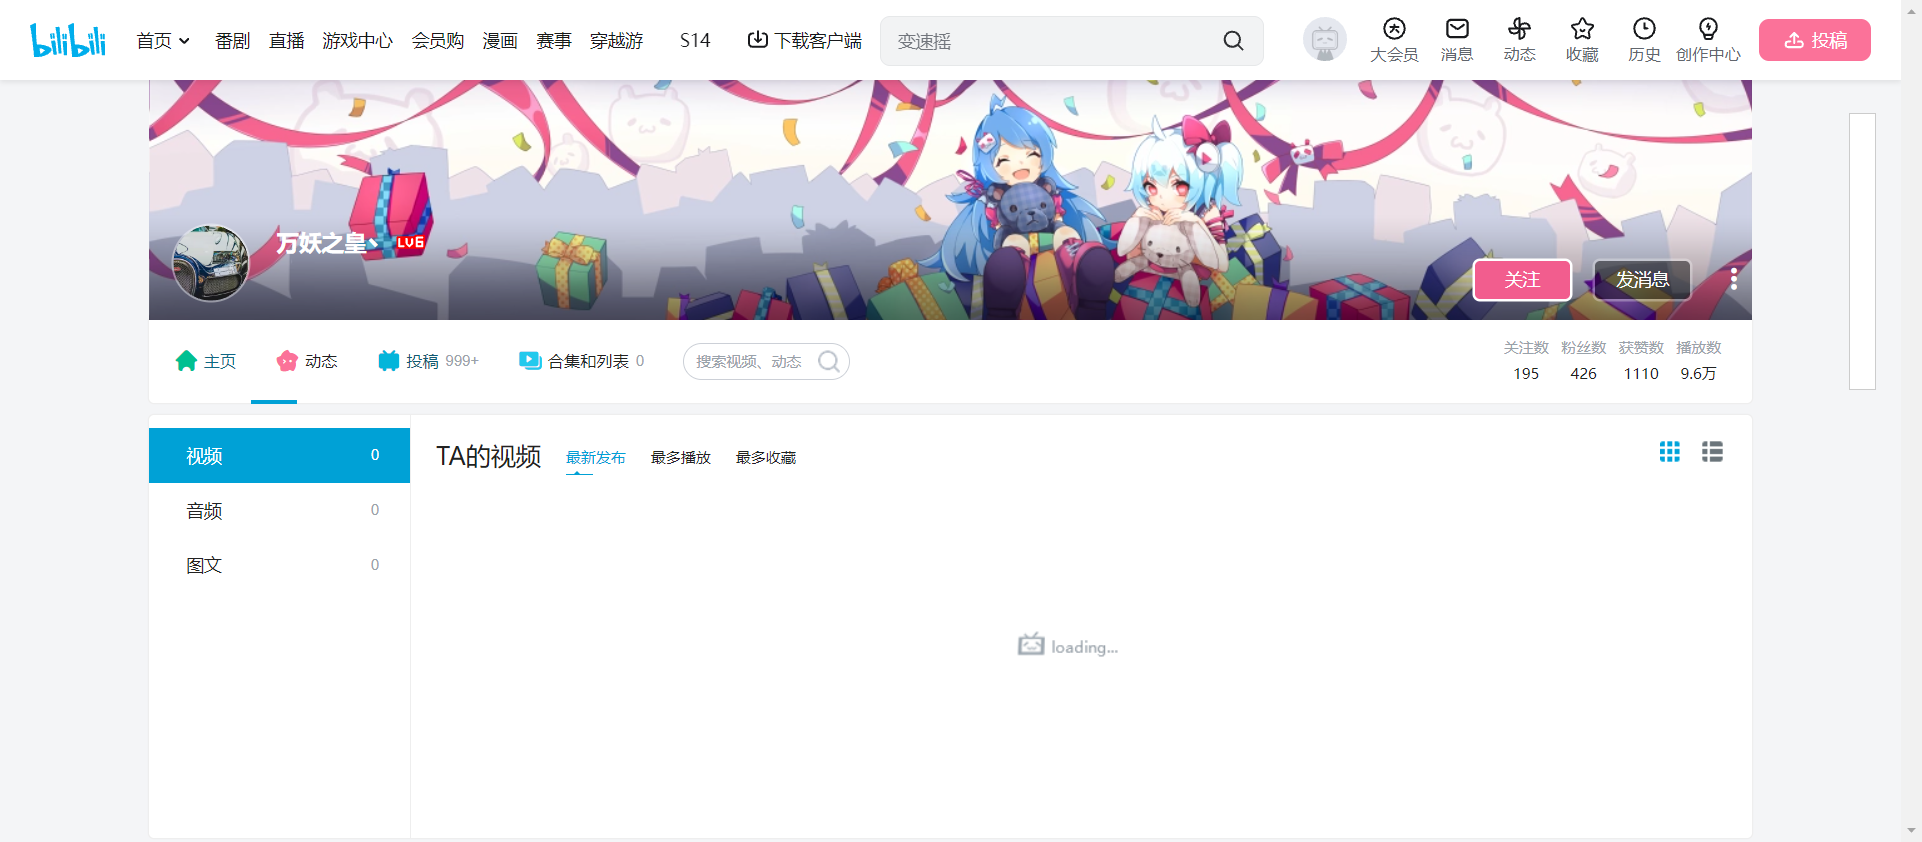 bilibili 首页 番剧 直播 游戏中心 会员购 漫画 赛事 穿越游 S14 下载客户端 变速摇 大会员 消息 动态 收藏 历史 创作中心 投稿
万妖之皇丶 LV6
关注 发消息
主页 动态 投稿 999+ 合集和列表 0 搜索视频、动态
关注数 粉丝数 获赞数 播放数
195 426 1110 9.6万
视频 0
音频 0
图文 0
TA的视频 最新发布 最多播放 最多收藏
loading...